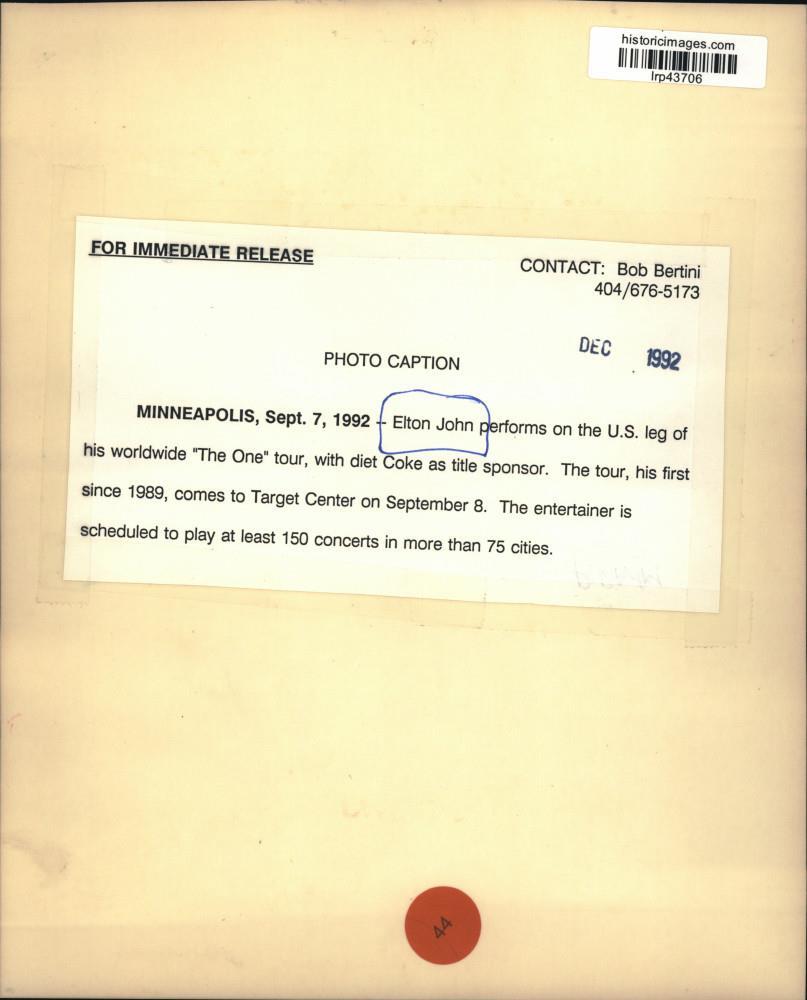 historicimages.com
lrp43706
FOR IMMEDIATE RELEASE
CONTACT: Bob Bertini
404/676-5173
DEC 1992
PHOTO CAPTION
MINNEAPOLIS, Sept. 7, 1992 -- Elton John performs on the U.S. leg of
his worldwide "The One" tour, with diet Coke as title sponsor. The tour, his first
since 1989, comes to Target Center on September 8. The entertainer is
scheduled to play at least 150 concerts in more than 75 cities.
44